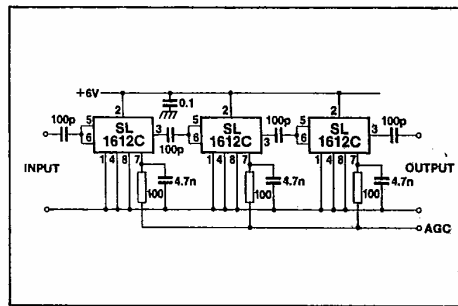 +6V
0.1
2
2
2
100p
5
6
SL
1612C
3
100p
5
6
SL
1612C
3
100p
5
6
SL
1612C
3
100p
INPUT
1 4 8 7
1 4 8 7
1 4 8 7
OUTPUT
100
4.7n
100
4.7n
100
4.7n
AGC